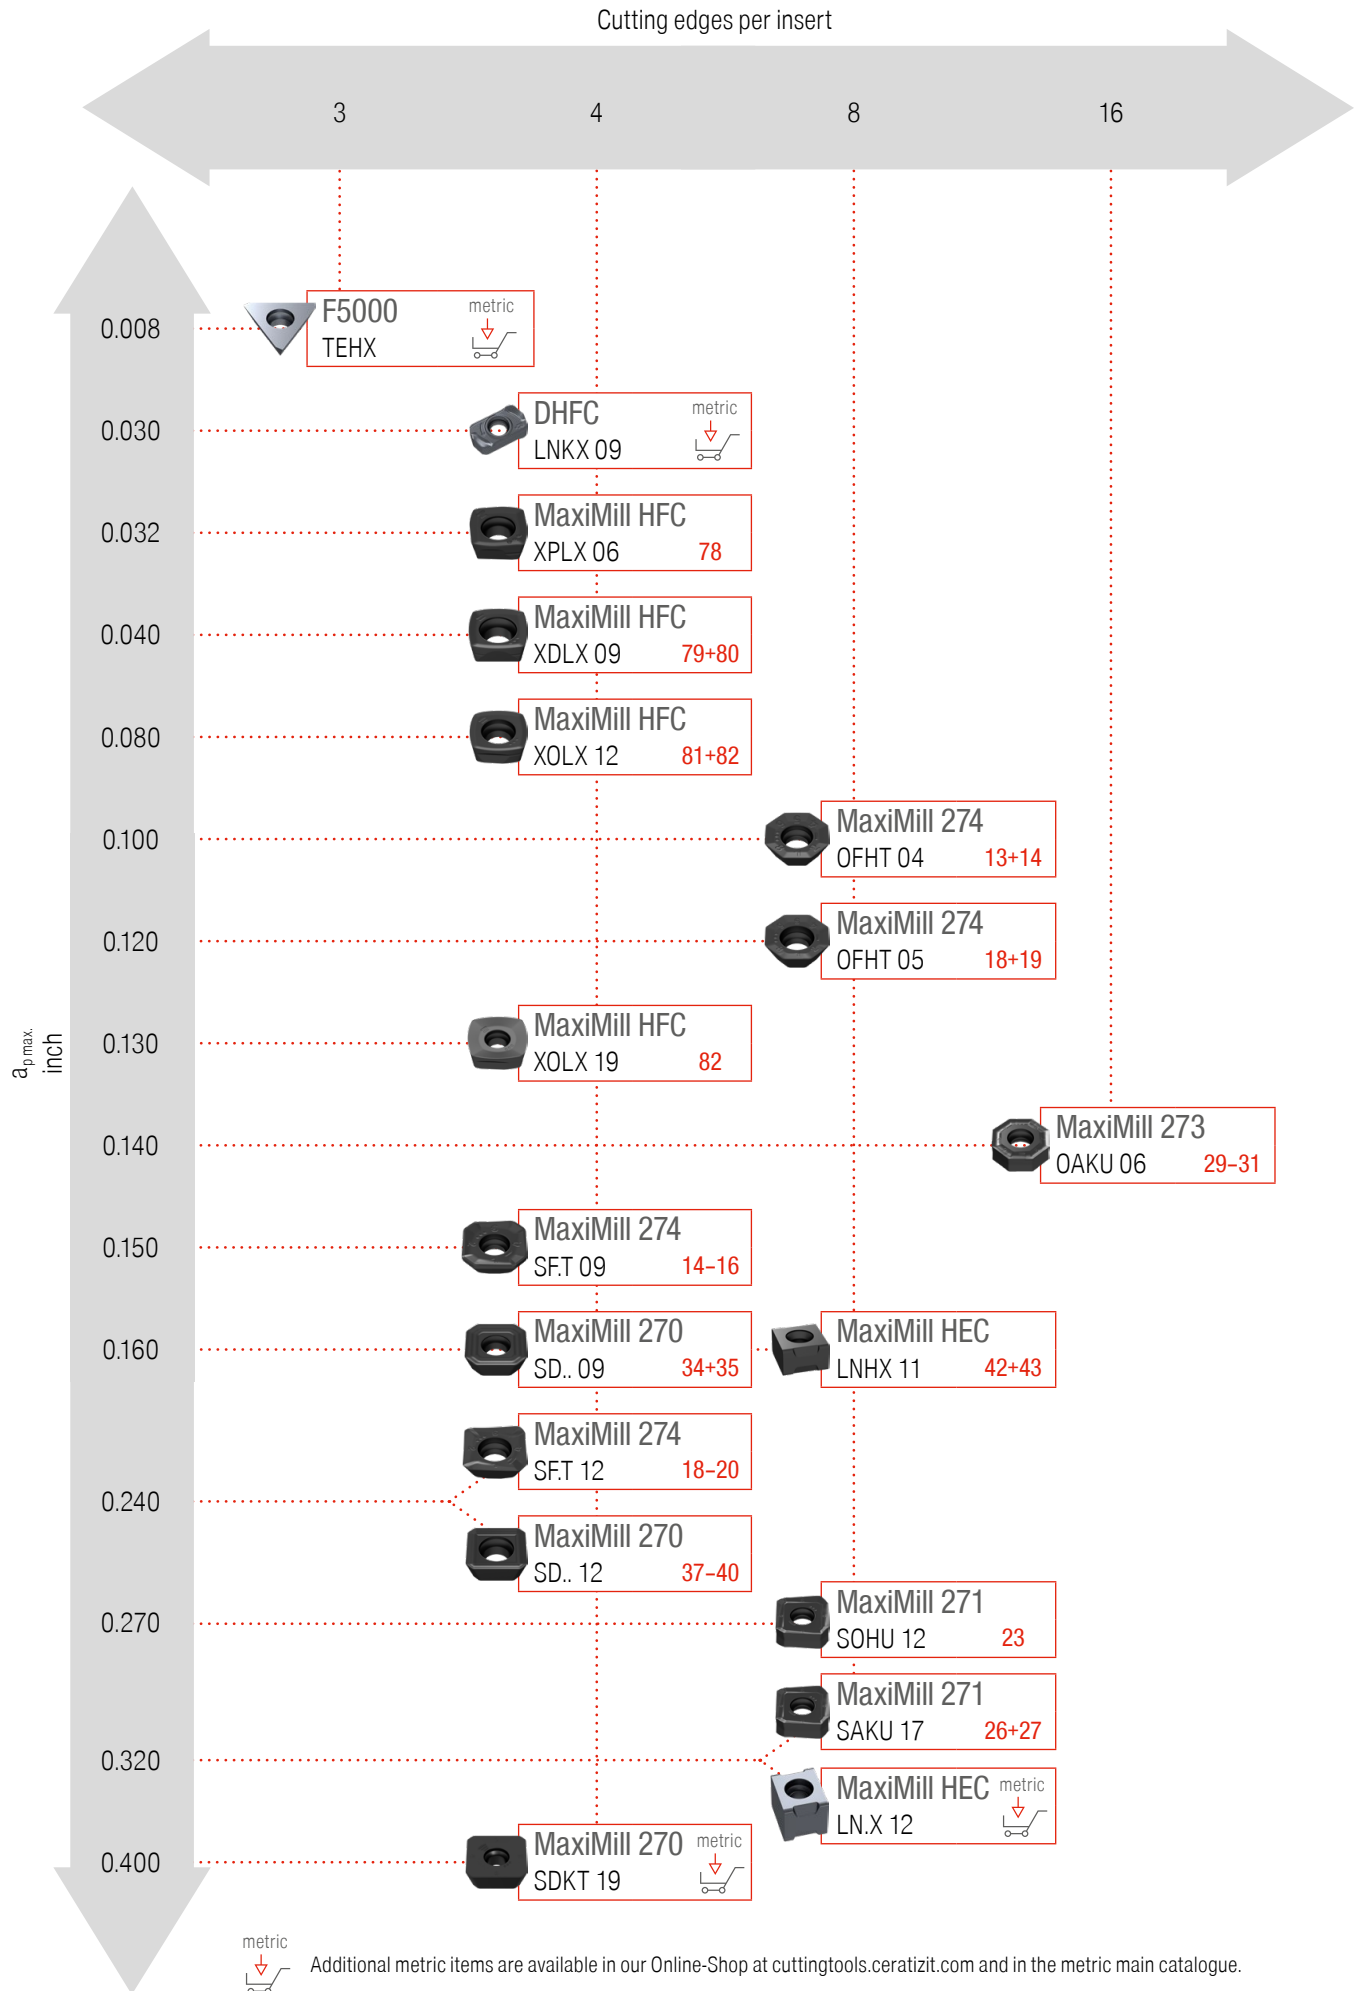 Cutting edges per insert
3 4 8 16
0.008
F5000 metric
TEHX
0.030
DHFC metric
LNKX 09
0.032
MaxiMill HFC
XPLX 06 78
0.040
MaxiMill HFC
XDLX 09 79+80
0.080
MaxiMill HFC
XOLX 12 81+82
0.100
MaxiMill 274
OFHT 04 13+14
0.120
MaxiMill 274
OFHT 05 18+19
a p max.
inch
0.130
MaxiMill HFC
XOLX 19 82
0.140
MaxiMill 273
OAKU 06 29–31
0.150
MaxiMill 274
SF.T 09 14–16
0.160
MaxiMill 270
SD.. 09 34+35
MaxiMill HEC
LNHX 11 42+43
0.240
MaxiMill 274
SF.T 12 18–20
MaxiMill 270
SD.. 12 37–40
0.270
MaxiMill 271
SOHU 12 23
0.320
MaxiMill 271
SAKU 17 26+27
MaxiMill HEC metric
LN.X 12
0.400
MaxiMill 270 metric
SDKT 19
metric
Additional metric items are available in our Online-Shop at cuttingtools.ceratizit.com and in the metric main catalogue.